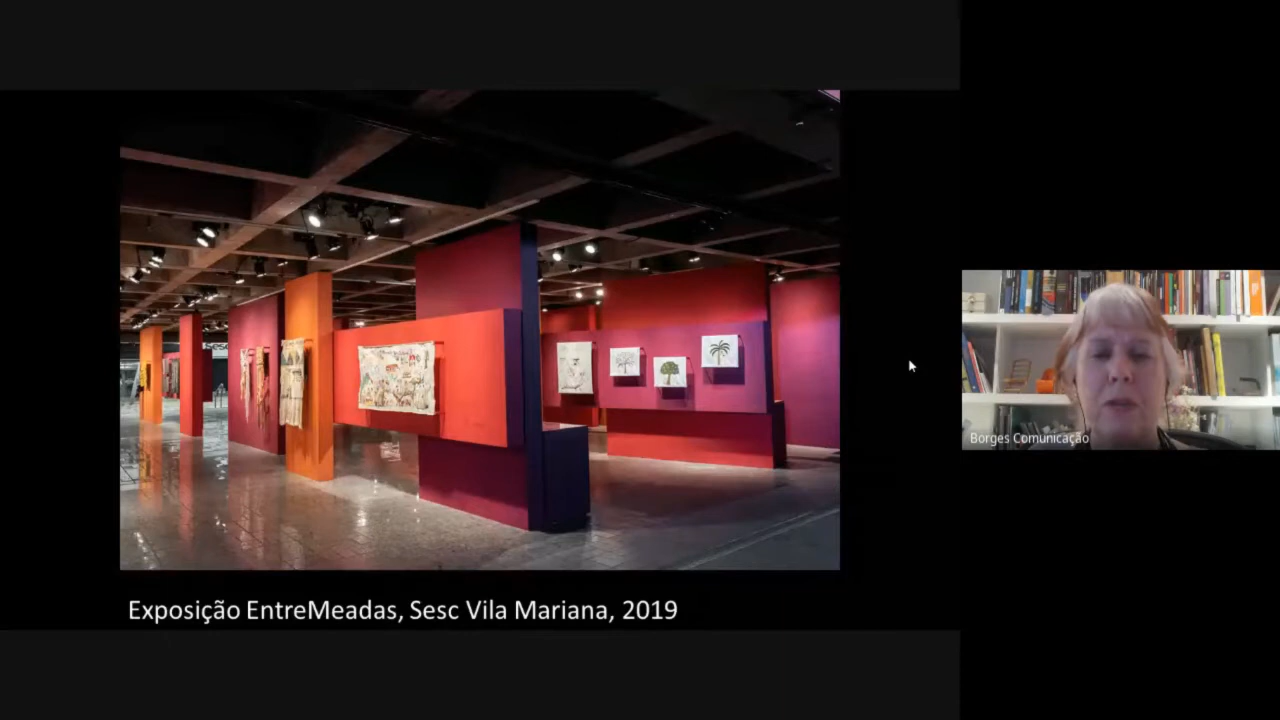 Exposição EntreMeadas, Sesc Vila Mariana, 2019
Borges Comunicação